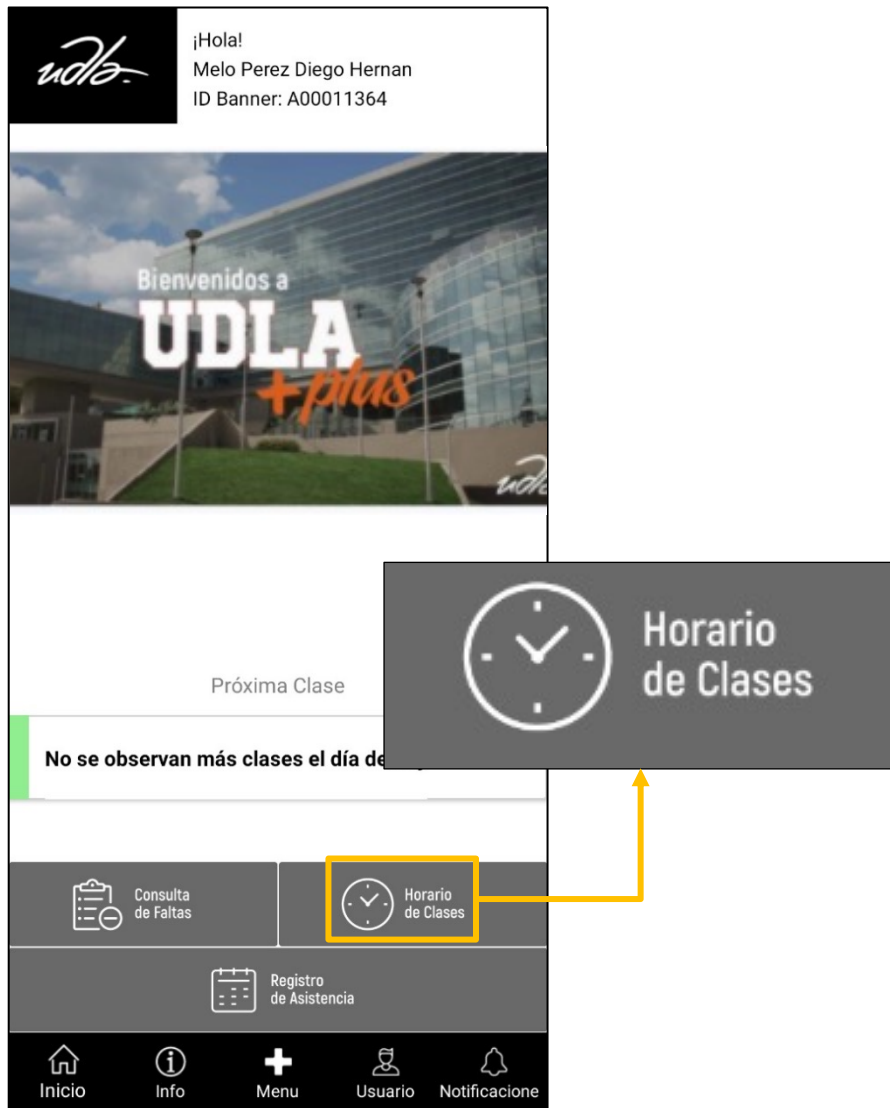 udla-
¡Hola!
Melo Perez Diego Hernan
ID Banner: A00011364
Bienvenidos a
UDLA
+plus
udla
Próxima Clase
No se observan más clases el día de
Horario
de Clases
Consulta
de Faltas
Horario
de Clases
Registro
de Asistencia
Inicio
Info
Menu
Usuario
Notificacione